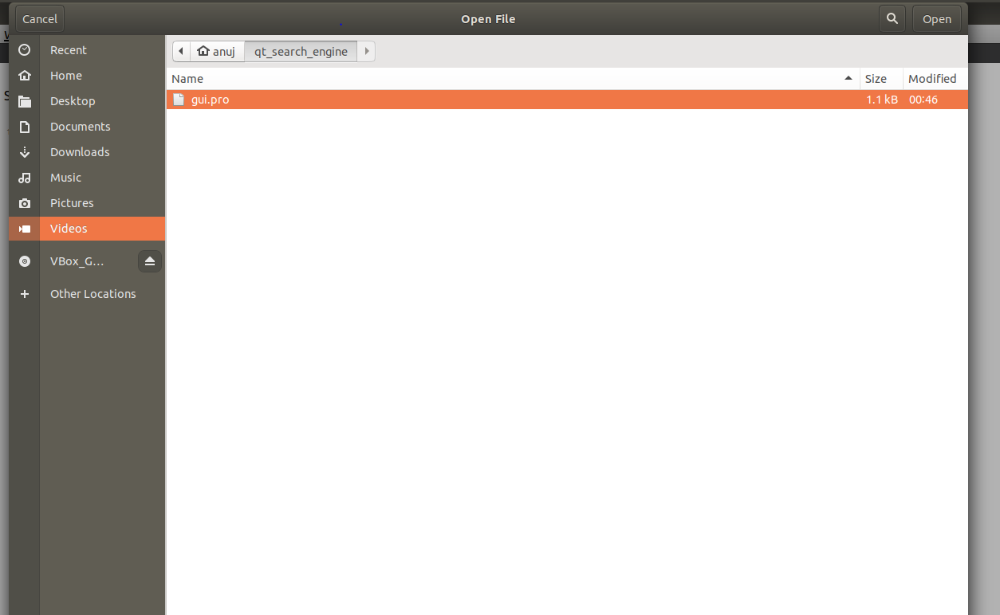 Cancel Open File Open
Recent
Home
Desktop
Documents
Downloads
Music
Pictures
Videos
VBox_G...
Other Locations
anuj qt_search_engine
Name Size Modified
gui.pro 1.1 kB 00:46